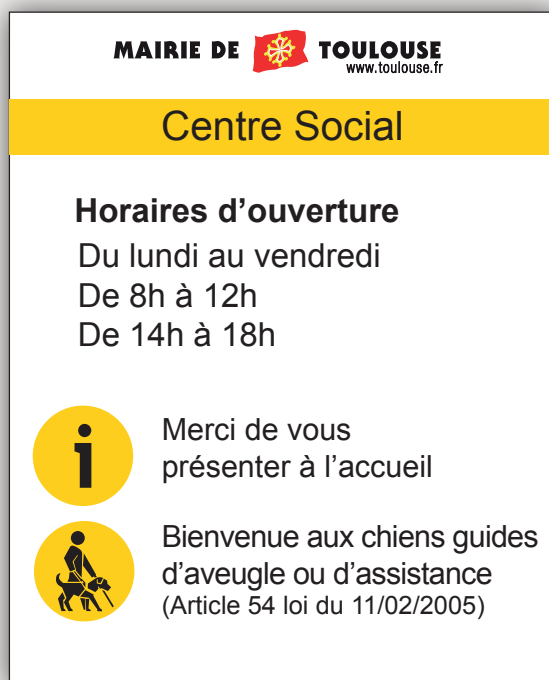 MAIRIE DE TOULOUSE
www.toulouse.fr
Centre Social
Horaires d’ouverture
Du lundi au vendredi
De 8h à 12h
De 14h à 18h
i
Merci de vous
présenter à l’accueil
Bienvenue aux chiens guides
d’aveugle ou d’assistance
(Article 54 loi du 11/02/2005)